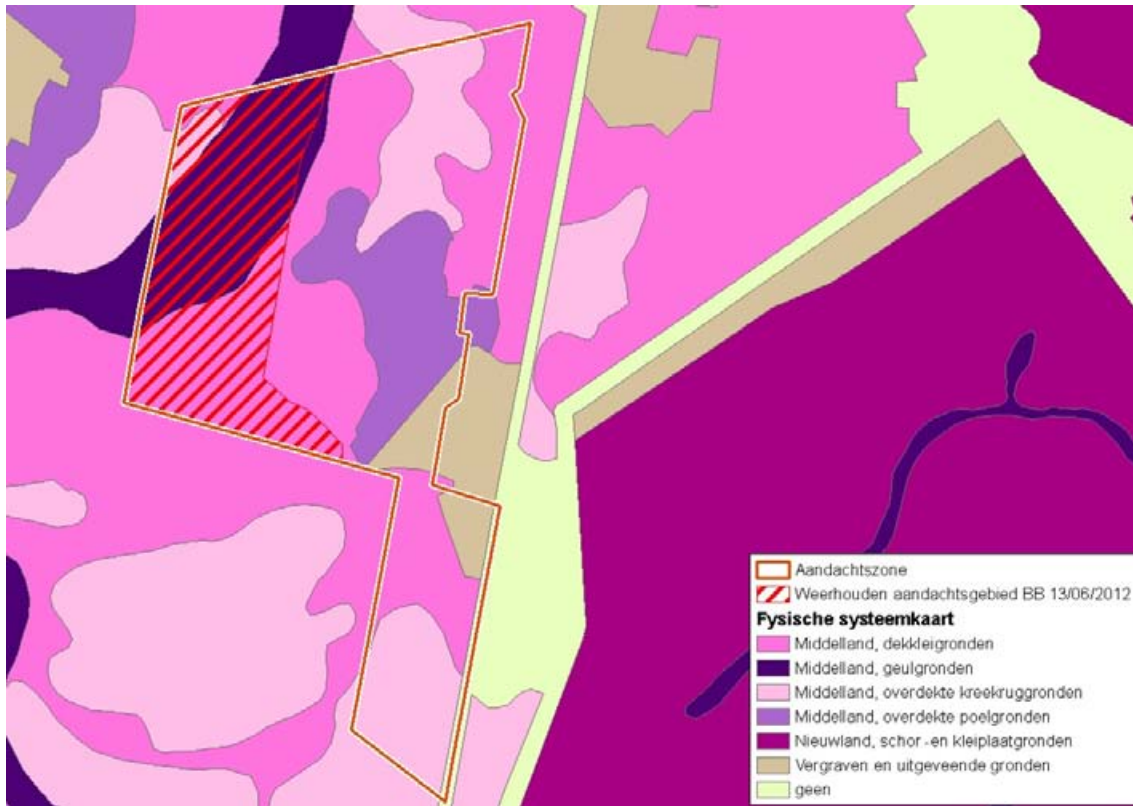 Aandachtszone
Weerhouden aandachtsgebied BB 13/06/2012
Fysische systeemkaart
Middelland, dekkleigronden
Middelland, geulgronden
Middelland, overdekte kreekruggronden
Middelland, overdekte poelgronden
Nieuwland, schor -en kleiplaatgronden
Vergraven en uitgeveende gronden
geen